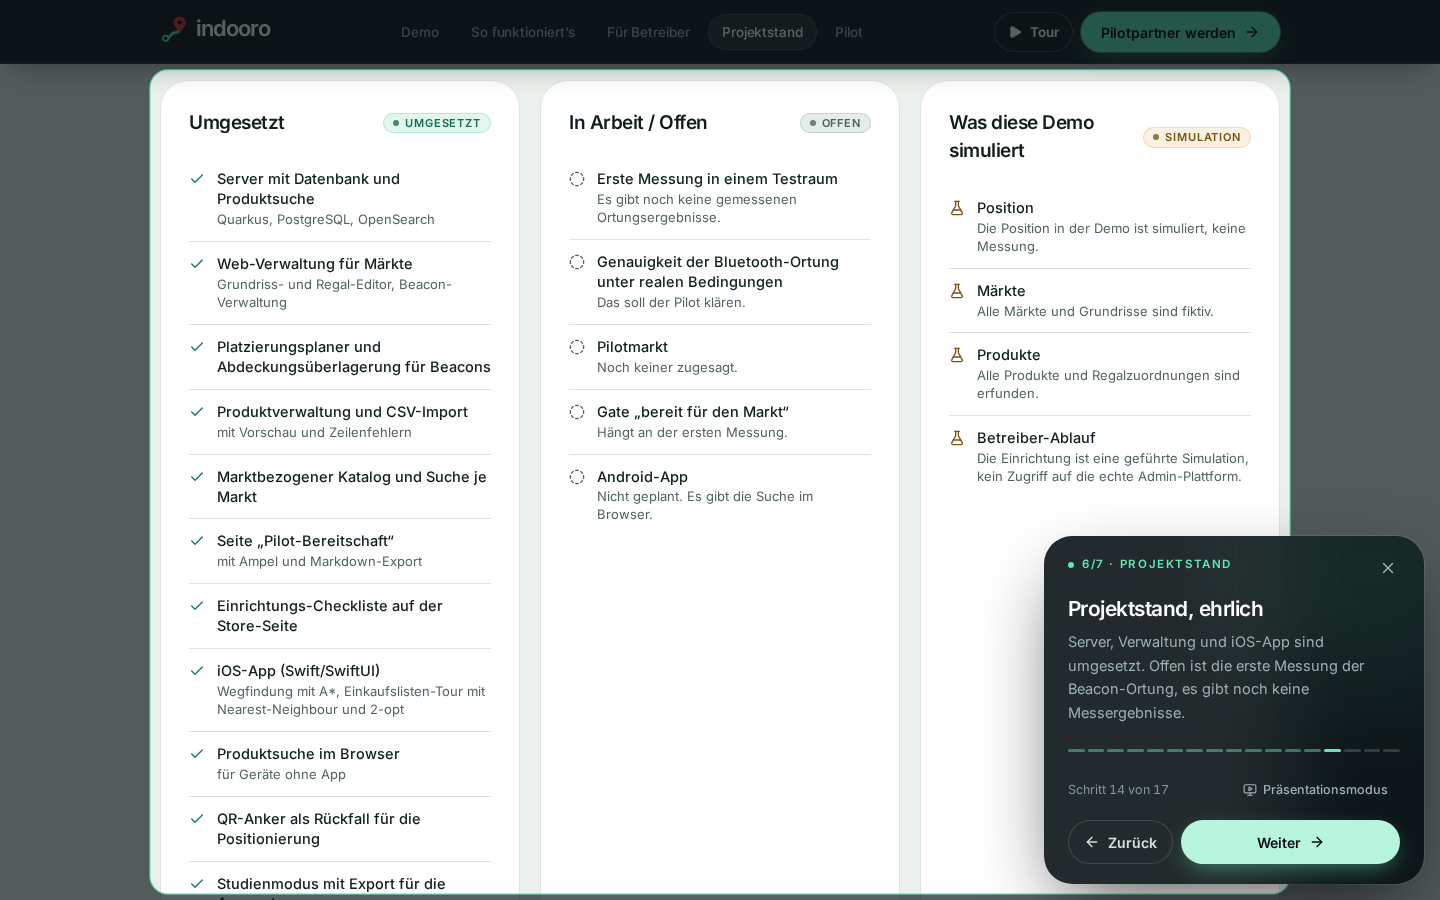 indooro
Demo
So funktioniert's
Für Betreiber
Projektstand
Pilot
Tour
Pilotpartner werden
Umgesetzt
UMGESETZT
Server mit Datenbank und
Produktsuche
Quarkus, PostgreSQL, OpenSearch
Web-Verwaltung für Märkte
Grundriss- und Regal-Editor, Beacon-
Verwaltung
Platzierungsplaner und
Abdeckungsüberlagerung für Beacons
Produktverwaltung und CSV-Import
mit Vorschau und Zeilenfehlern
Marktbezogener Katalog und Suche je
Markt
Seite „Pilot-Bereitschaft“
mit Ampel und Markdown-Export
Einrichtungs-Checkliste auf der
Store-Seite
iOS-App (Swift/SwiftUI)
Wegfindung mit A*, Einkaufslisten-Tour mit
Nearest-Neighbour und 2-opt
Produktsuche im Browser
für Geräte ohne App
QR-Anker als Rückfall für die
Positionierung
Studienmodus mit Export für die
In Arbeit / Offen
OFFEN
Erste Messung in einem Testraum
Es gibt noch keine gemessenen
Ortungsergebnisse.
Genauigkeit der Bluetooth-Ortung
unter realen Bedingungen
Das soll der Pilot klären.
Pilotmarkt
Noch keiner zugesagt.
Gate „bereit für den Markt“
Hängt an der ersten Messung.
Android-App
Nicht geplant. Es gibt die Suche im
Browser.
Was diese Demo
simuliert
SIMULATION
Position
Die Position in der Demo ist simuliert, keine
Messung.
Märkte
Alle Märkte und Grundrisse sind fiktiv.
Produkte
Alle Produkte und Regalzuordnungen sind
erfunden.
Betreiber-Ablauf
Die Einrichtung ist eine geführte Simulation,
kein Zugriff auf die echte Admin-Plattform.
6/7 · PROJEKTSTAND
Projektstand, ehrlich
Server, Verwaltung und iOS-App sind
umgesetzt. Offen ist die erste Messung der
Beacon-Ortung, es gibt noch keine
Messergebnisse.
Schritt 14 von 17
Präsentationsmodus
Zurück
Weiter